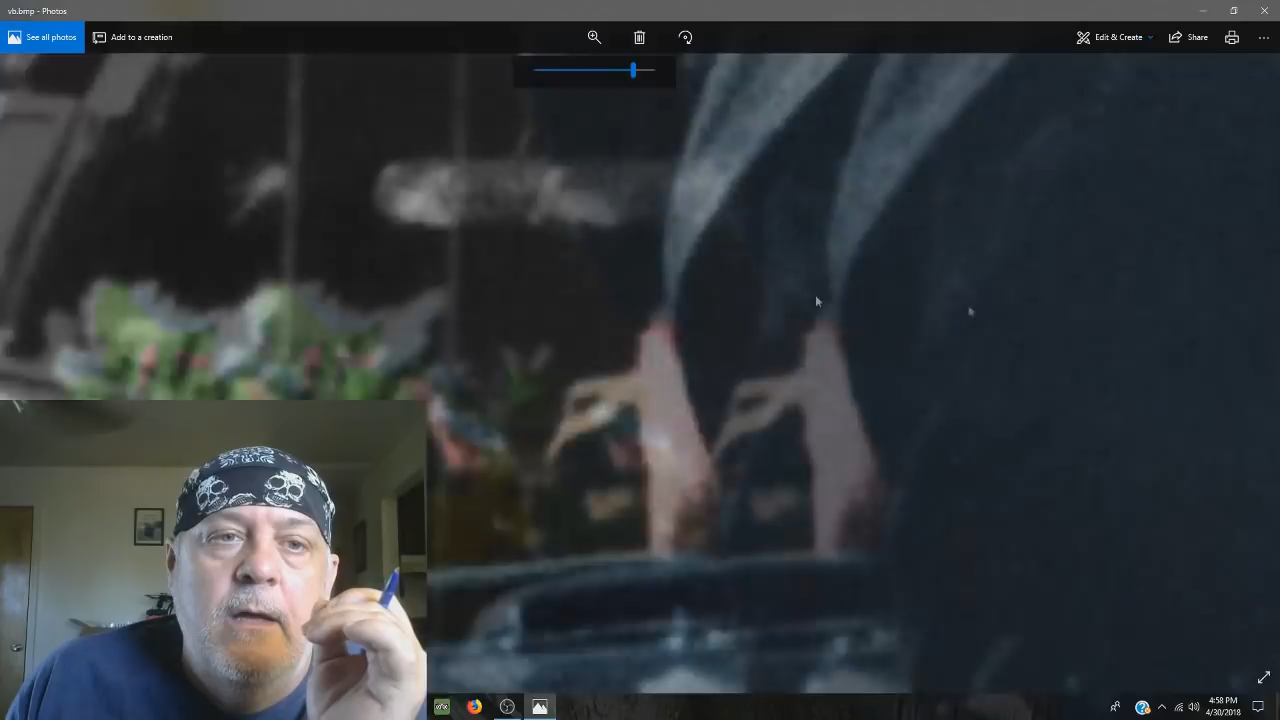 vb.bmp - Photos
See all photos
Add to a creation
Edit & Create
Share
4:58 PM
4/30/2018